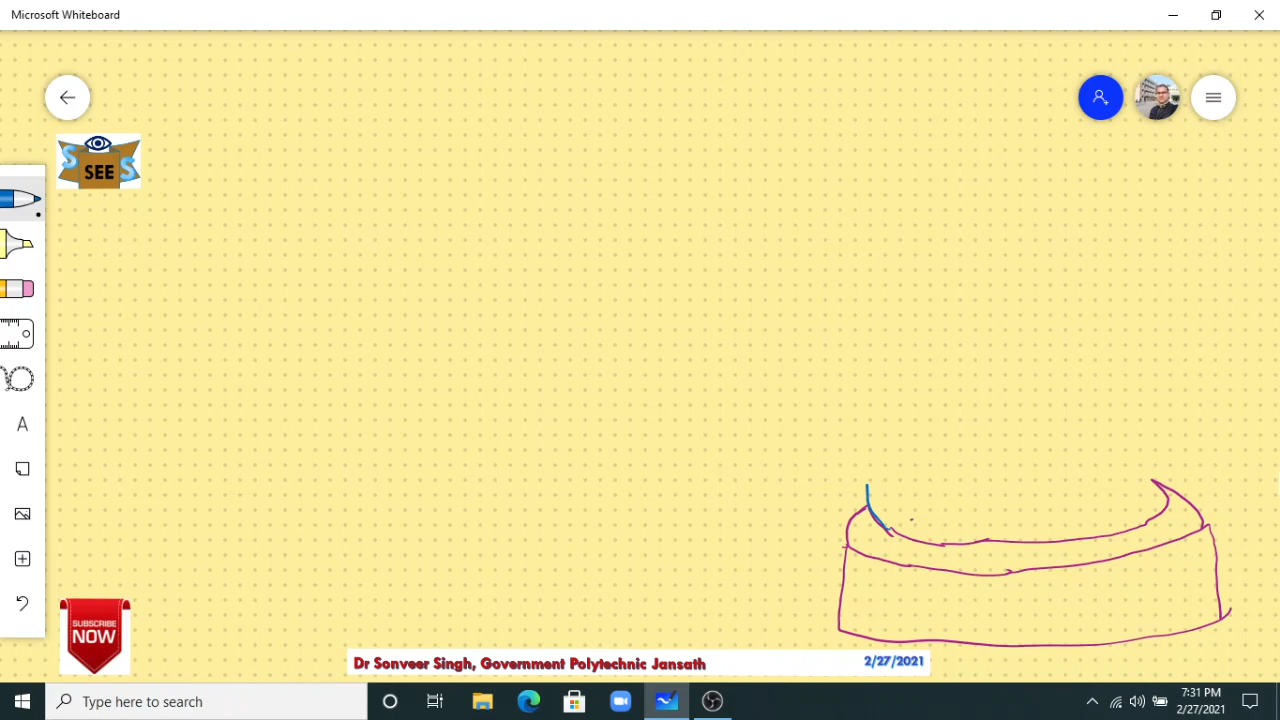 Microsoft Whiteboard
S SEE S
A
SUBSCRIBE
NOW
Dr Sonveer Singh, Government Polytechnic Jansath
2/27/2021
Type here to search
7:31 PM
2/27/2021